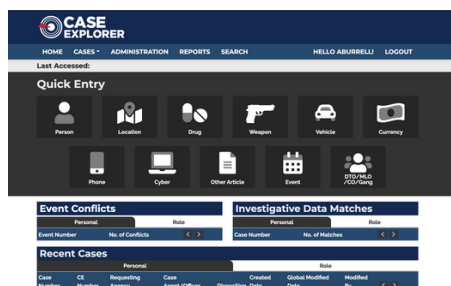 CASE
EXPLORER
HOME CASES ADMINISTRATION REPORTS SEARCH HELLO ABURRELL! LOGOUT
Last Accessed:
Quick Entry
Person Location Drug Weapon Vehicle Currency
Phone Cyber Other Article Event DTO/MLO
/CO/Gang
Event Conflicts Investigative Data Matches
Personal Role Personal Role
Event Number No. of Conflicts Case Number No. of Matches
Recent Cases
Personal Role
Case CE Requesting Case Created Global Modified Modified
Number Number Agency Agent/Officer Disposition Date Date By